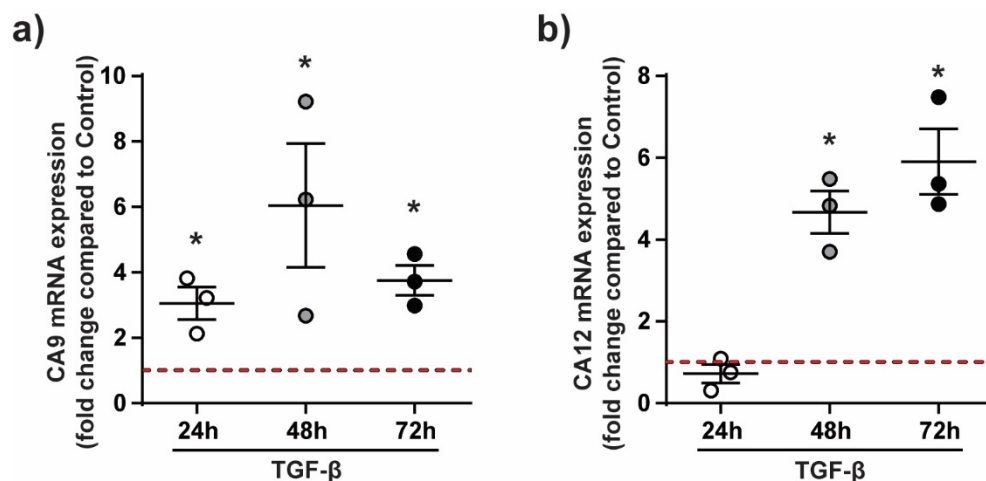 a)
CA9 mRNA expression
(fold change compared to Control)
10
8
6
4
2
0
*
*
*
24h 48h 72h
TGF-β
b)
CA12 mRNA expression
(fold change compared to Control)
8
6
4
2
0
*
*
24h 48h 72h
TGF-β